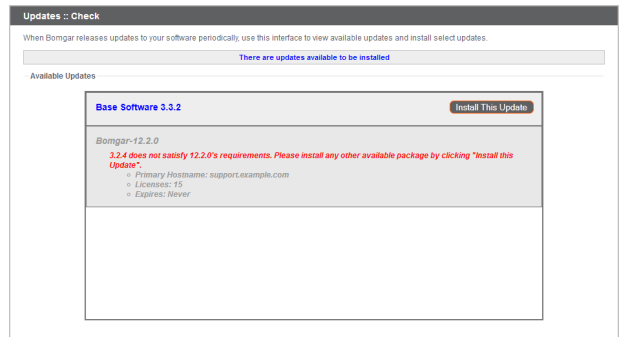 Updates :: Check
When Bomgar releases updates to your software periodically, use this interface to view available updates and install select updates.
There are updates available to be installed
Available Updates
Base Software 3.3.2
Install This Update
Bomgar-12.2.0
3.2.4 does not satisfy 12.2.0's requirements. Please install any other available package by clicking "Install this
Update".
Primary Hostname: support.example.com
Licenses: 15
Expires: Never